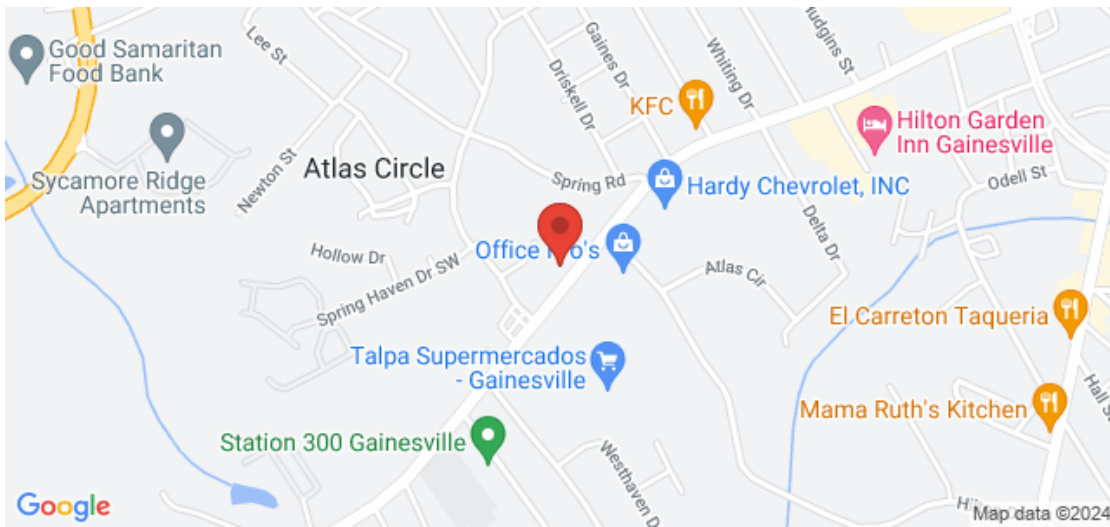 Good Samaritan
Food Bank
Lee St
Gaines Dr
Driskell Dr
Whiting Dr
KFC
Hilton Garden
Inn Gainesville
Sycamore Ridge
Apartments
Newton St
Atlas Circle
Spring Rd
Hardy Chevrolet, INC
Odell St
Delta Dr
Hollow Dr
Spring Haven Dr SW
Office
o's
Atlas Cir
El Carreton Taqueria
Talpa Supermercados
- Gainesville
Mama Ruth's Kitchen
Station 300 Gainesville
Westhaven D
Google
Map data ©2024